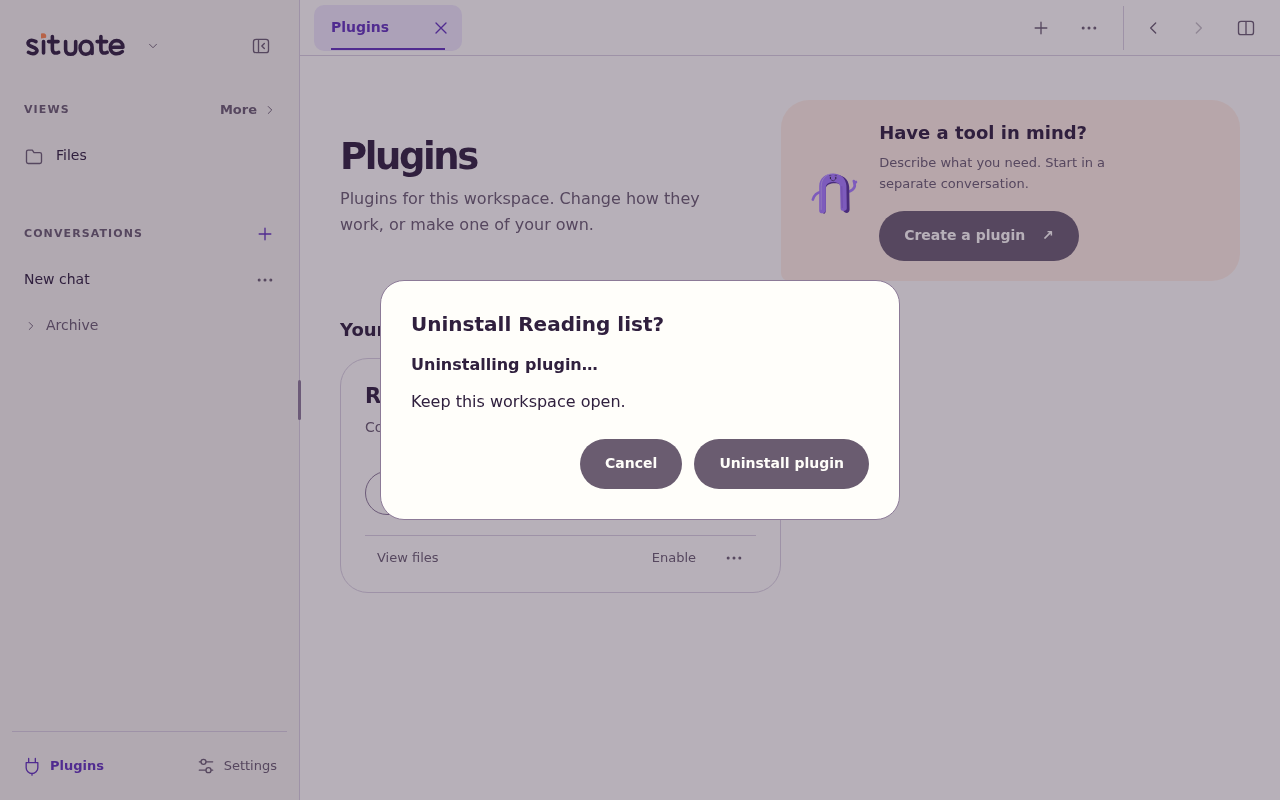 situate
VIEWS
More
Files
CONVERSATIONS
New chat
Archive
Plugins
Settings
Plugins
Plugins
Plugins for this workspace. Change how they
work, or make one of your own.
Have a tool in mind?
Describe what you need. Start in a
separate conversation.
Create a plugin ↗
Your
Uninstall Reading list?
Uninstalling plugin…
Keep this workspace open.
Cancel
Uninstall plugin
View files
Enable